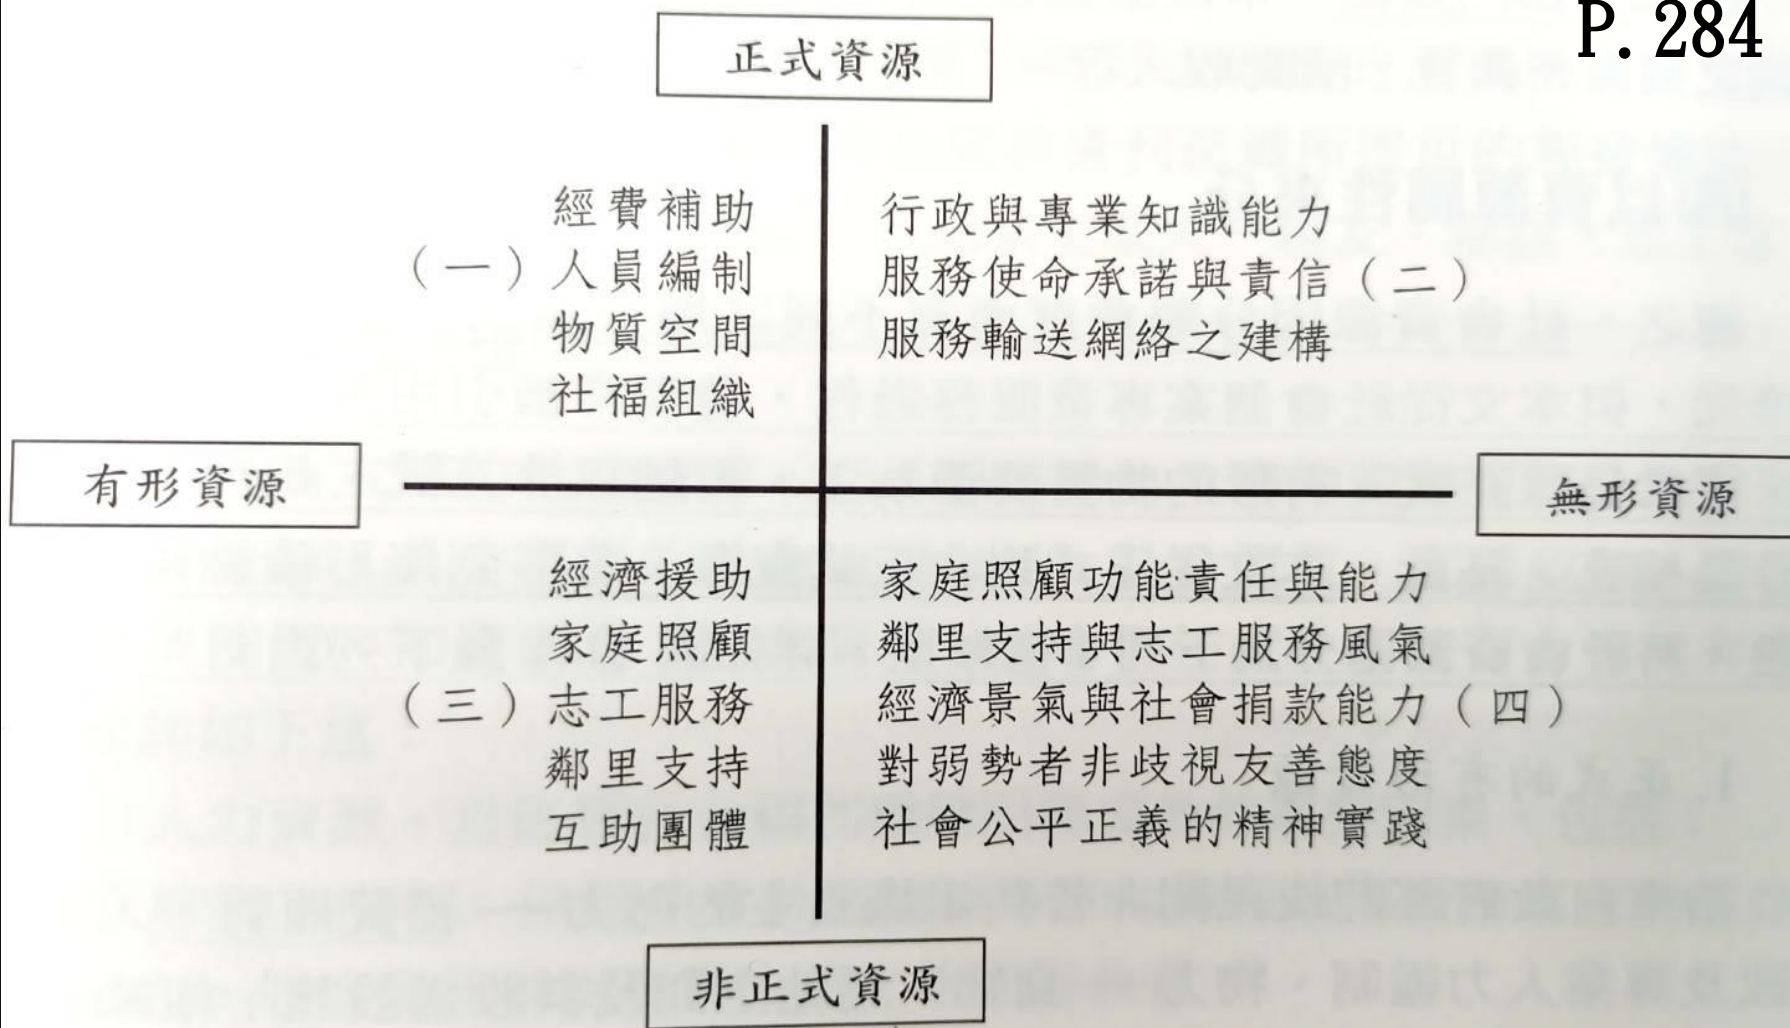 P. 284
正式資源
經費補助
（一）人員編制
物質空間
社福組織
行政與專業知識能力
服務使命承諾與責信（二）
服務輸送網絡之建構
有形資源
無形資源
經濟援助
家庭照顧
（三）志工服務
鄰里支持
互助團體
家庭照顧功能責任與能力
鄰里支持與志工服務風氣
經濟景氣與社會捐款能力（四）
對弱勢者非歧視友善態度
社會公平正義的精神實踐
非正式資源